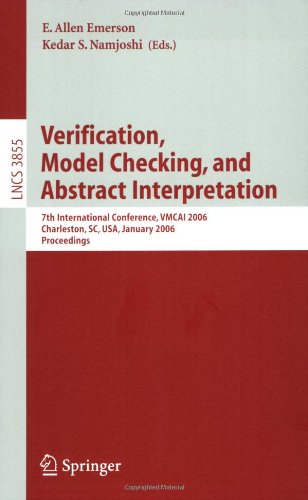 E. Allen Emerson
Kedar S. Namjoshi (Eds.)
LNCS 3855
Verification,
Model Checking, and
Abstract Interpretation
7th International Conference, VMCAI 2006
Charleston, SC, USA, January 2006
Proceedings
Springer